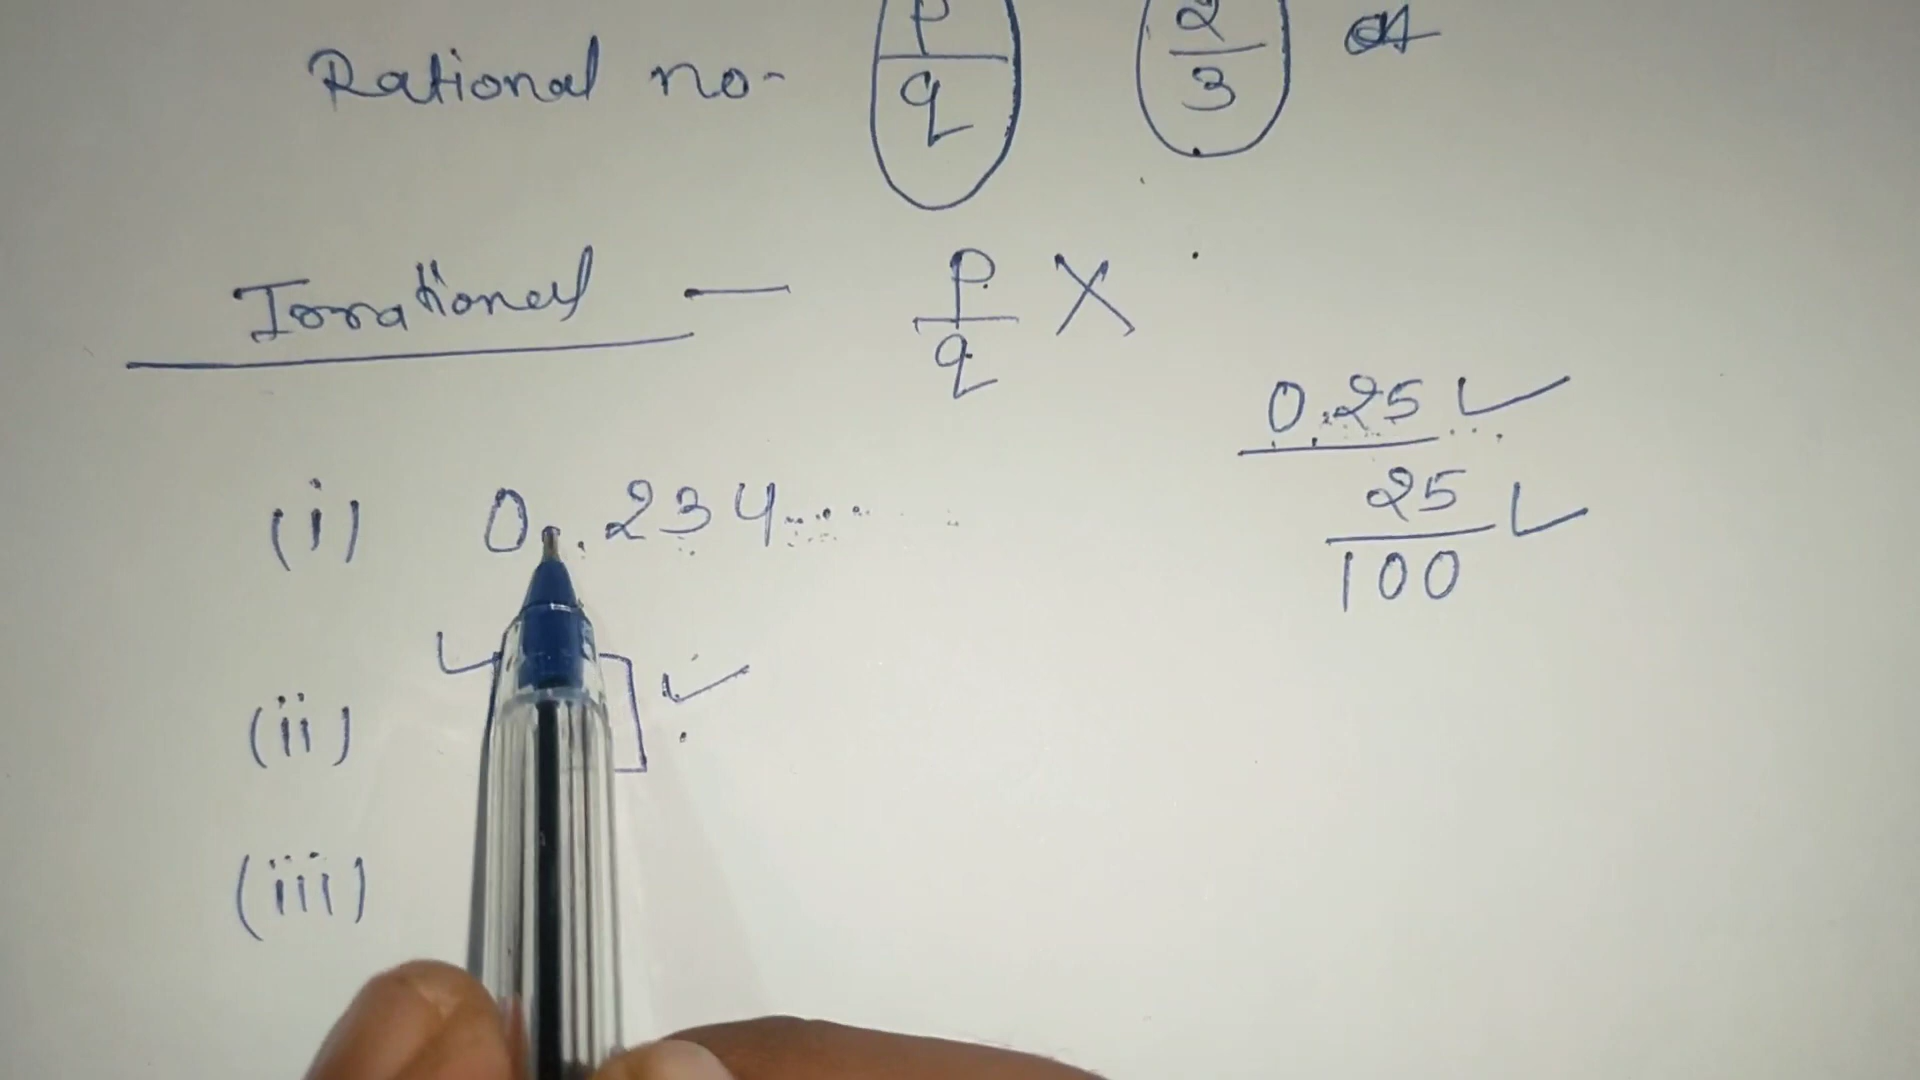 Rational no- p/q 2/3
Irrational — p/q X
0.25 ✓
(i) 0.234....
25/100 ✓
(ii) ✓ ✓
(iii)